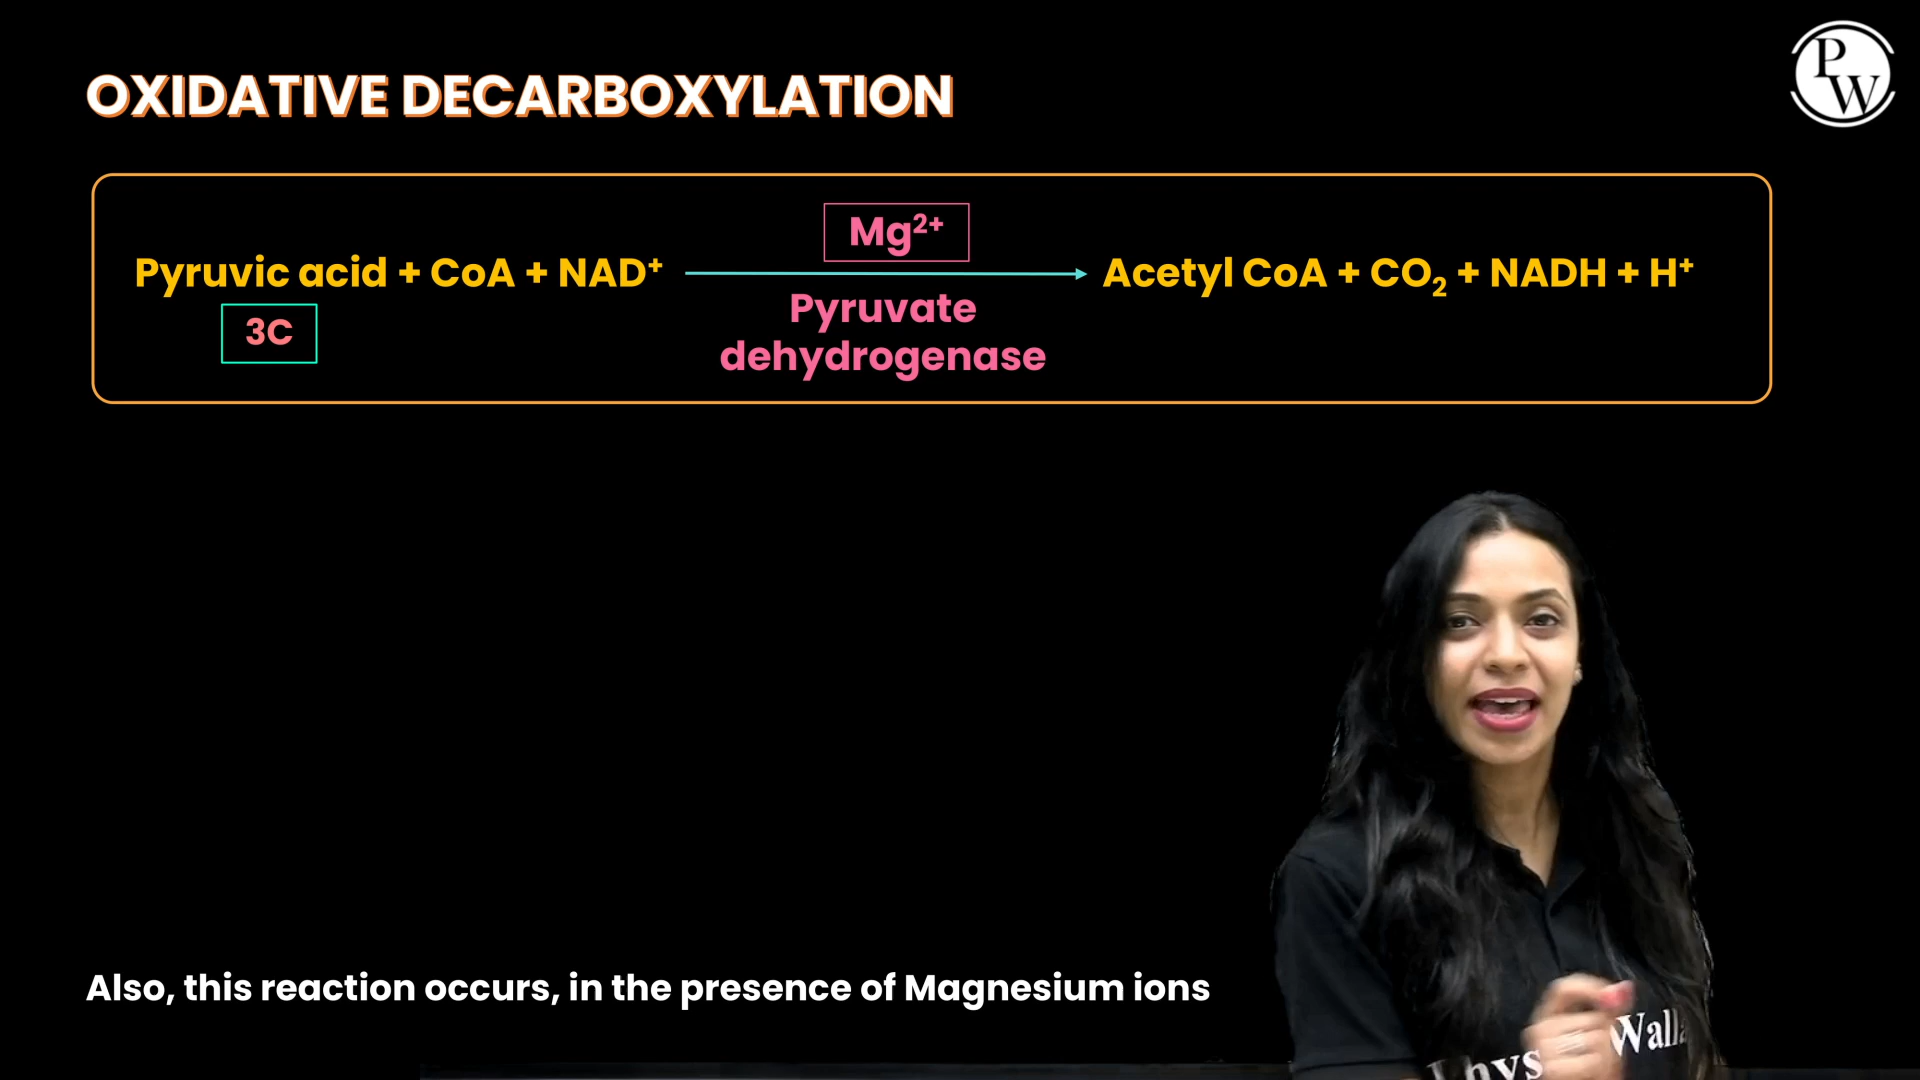 PW
OXIDATIVE DECARBOXYLATION
Mg²⁺
Pyruvic acid + CoA + NAD⁺ → Acetyl CoA + CO₂ + NADH + H⁺
3C
Pyruvate
dehydrogenase
Also, this reaction occurs, in the presence of Magnesium ions